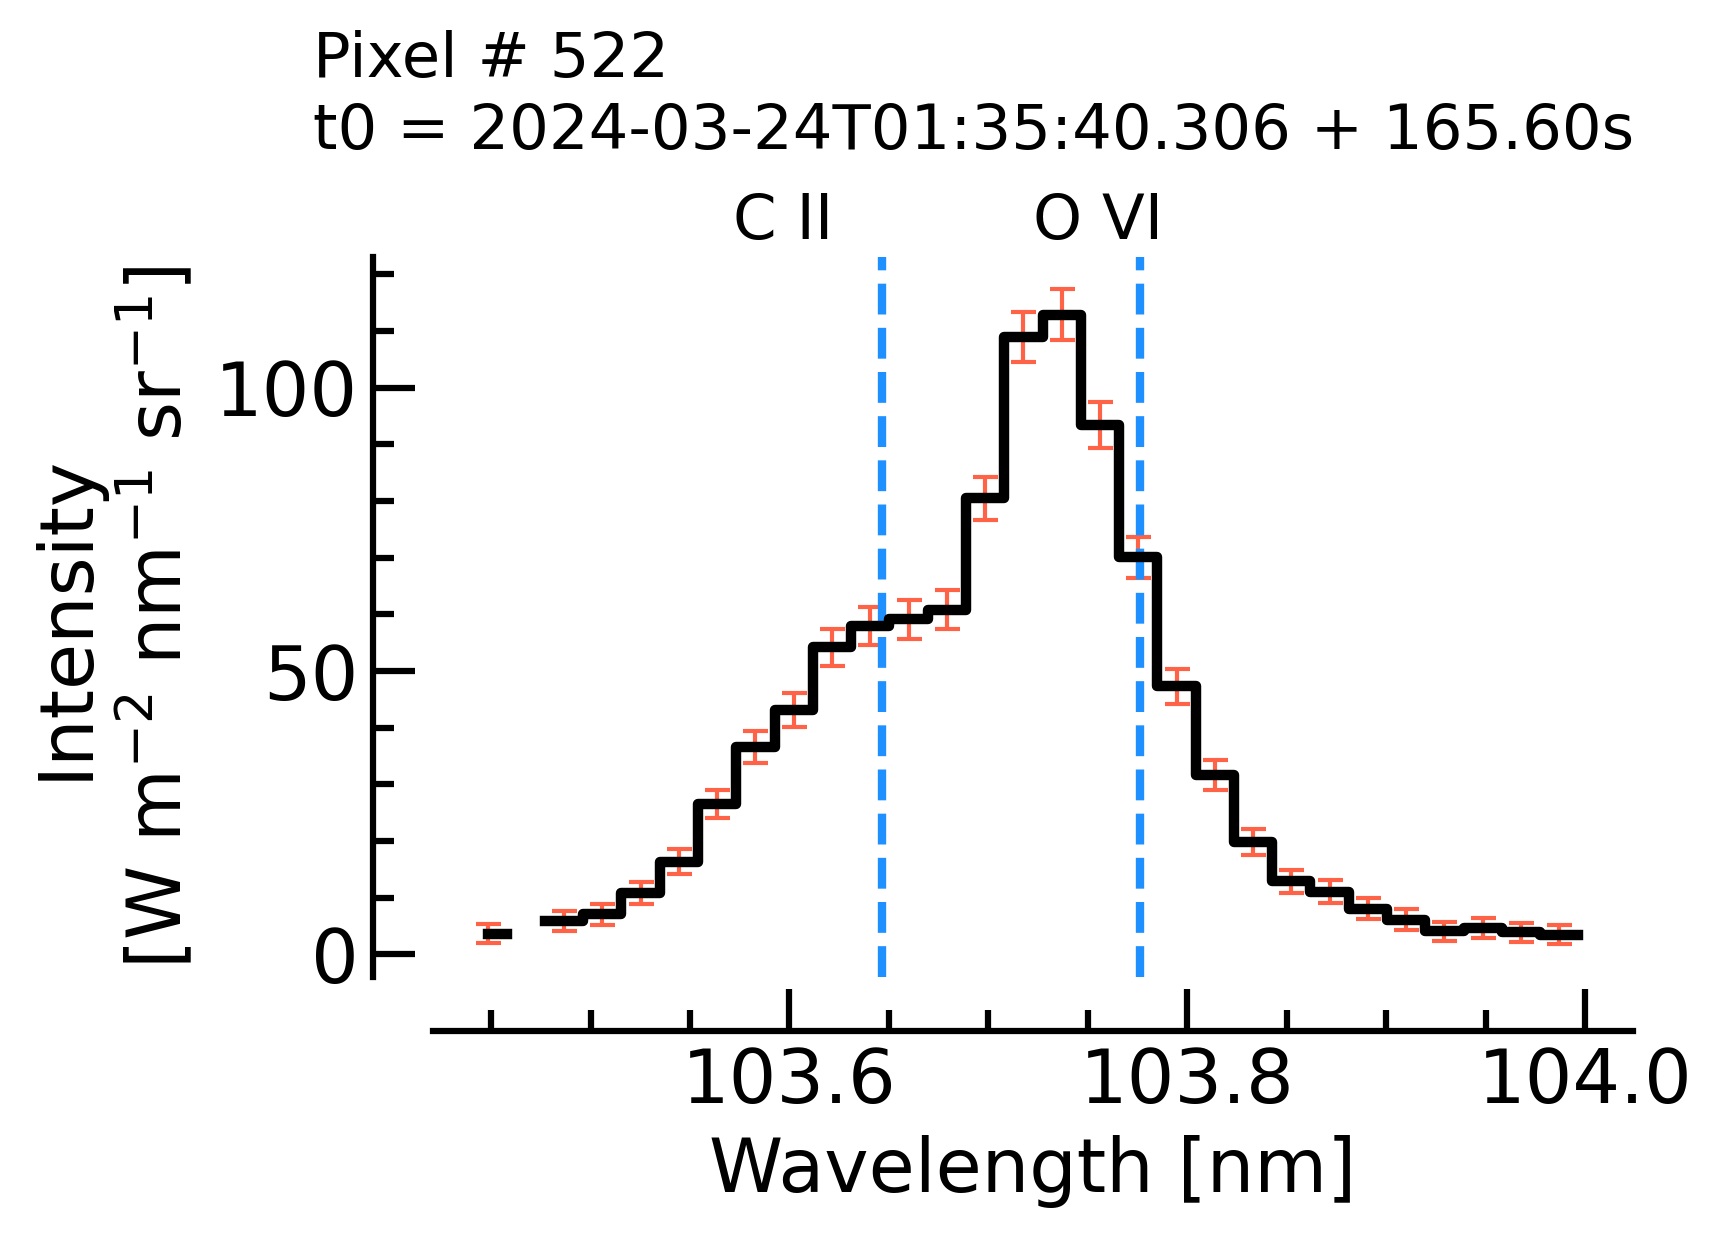 Pixel # 522
t0 = 2024-03-24T01:35:40.306 + 165.60s
C II
O VI
Intensity
[W m⁻² nm⁻¹ sr⁻¹]
100
50
0
103.6
103.8
104.0
Wavelength [nm]